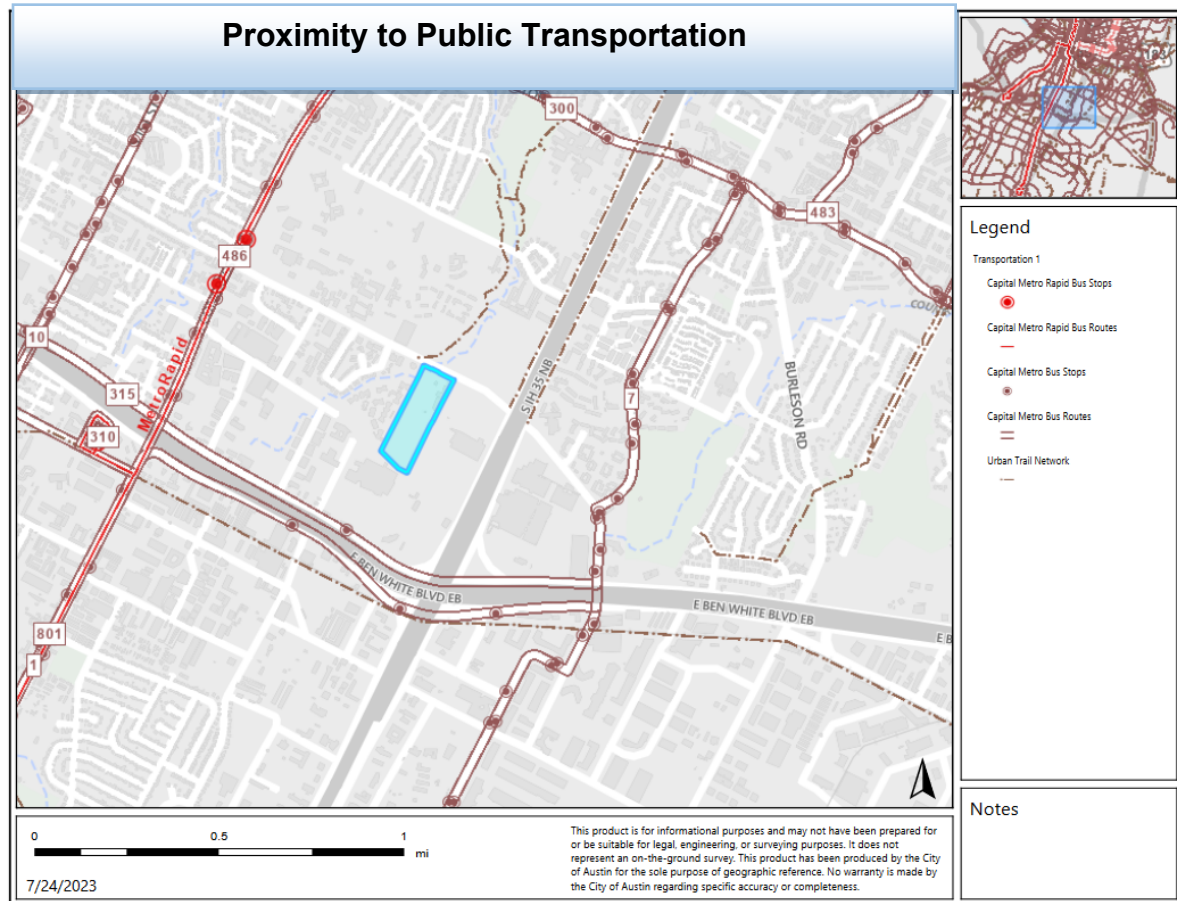 Proximity to Public Transportation
183
300
483
486
10
315
MetroRapid
310
7
S IH 35 NB
BURLESON RD
E BEN WHITE BLVD EB
E BEN WHITE BLVD EB
E B
801
1
Legend
Transportation 1
Capital Metro Rapid Bus Stops
Capital Metro Rapid Bus Routes
Capital Metro Bus Stops
Capital Metro Bus Routes
Urban Trail Network
Notes
0 0.5 1
mi
7/24/2023
This product is for informational purposes and may not have been prepared for
or be suitable for legal, engineering, or surveying purposes. It does not
represent an on-the-ground survey. This product has been produced by the City
of Austin for the sole purpose of geographic reference. No warranty is made by
the City of Austin regarding specific accuracy or completeness.